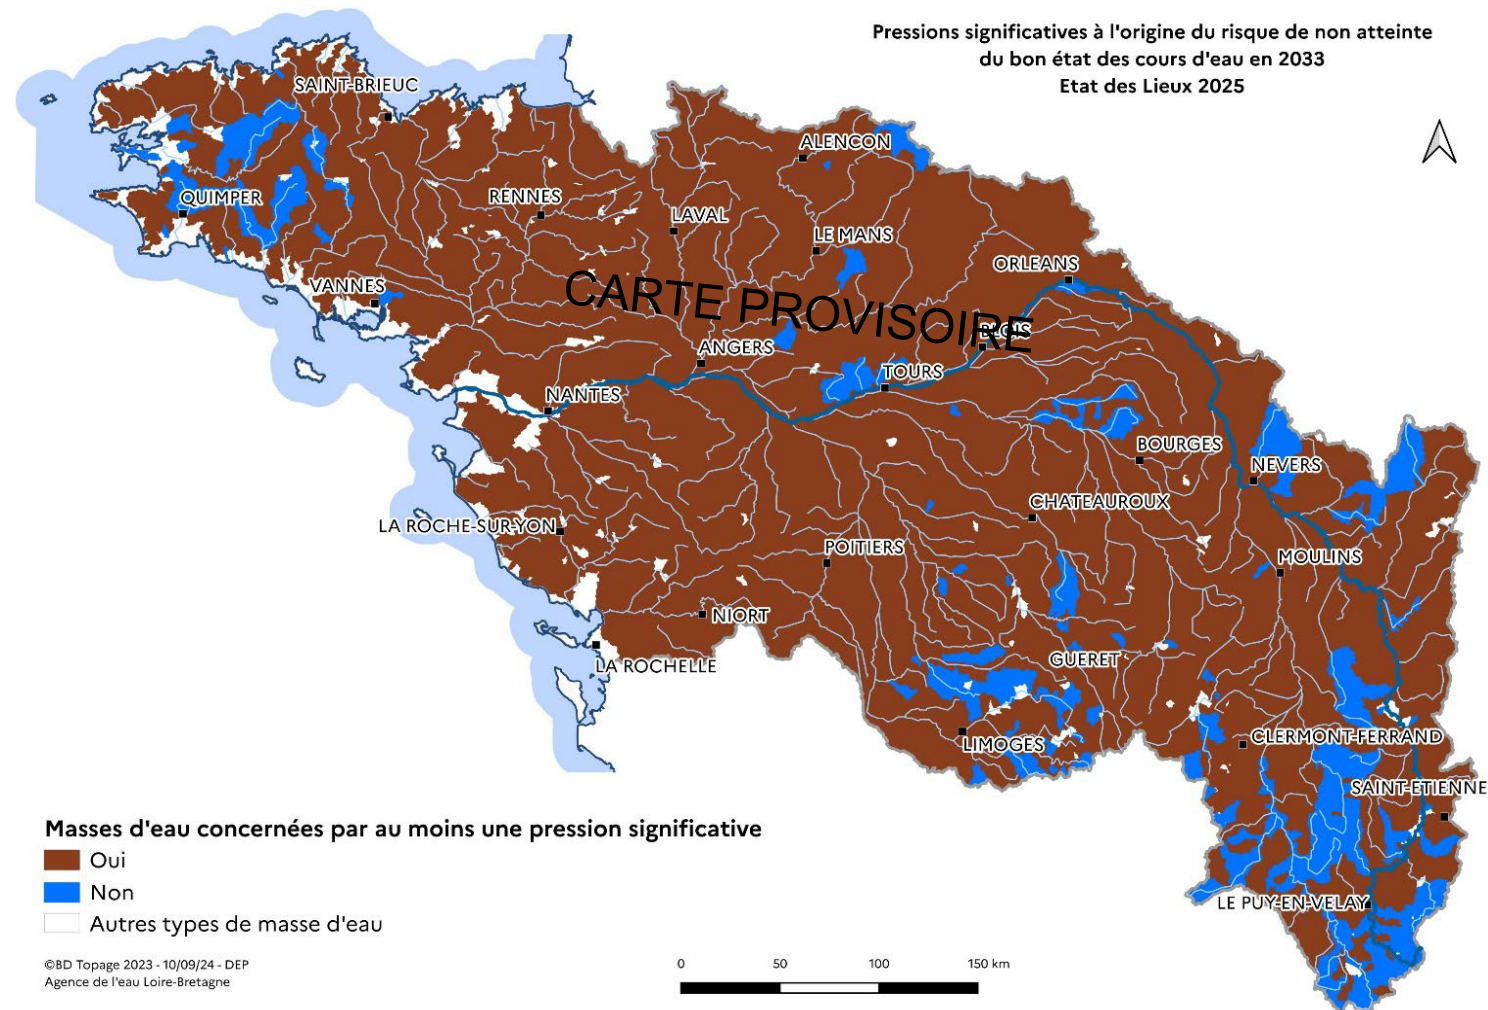 Pressions significatives à l'origine du risque de non atteinte
du bon état des cours d'eau en 2033
Etat des Lieux 2025
SAINT-BRIEUC
ALENCON
QUIMPER
RENNES
LAVAL
LE MANS
ORLEANS
VANNES
CARTE PROVISOIRE
BLOIS
ANGERS
TOURS
NANTES
BOURGES
NEVERS
CHATEAUROUX
LA ROCHE-SUR-YON
POITIERS
MOULINS
NIORT
GUERET
LA ROCHELLE
LIMOGES
CLERMONT-FERRAND
SAINT-ETIENNE
LE PUY-EN-VELAY
Masses d'eau concernées par au moins une pression significative
Oui
Non
Autres types de masse d'eau
©BD Topage 2023 - 10/09/24 - DEP
Agence de l'eau Loire-Bretagne
0 50 100 150 km